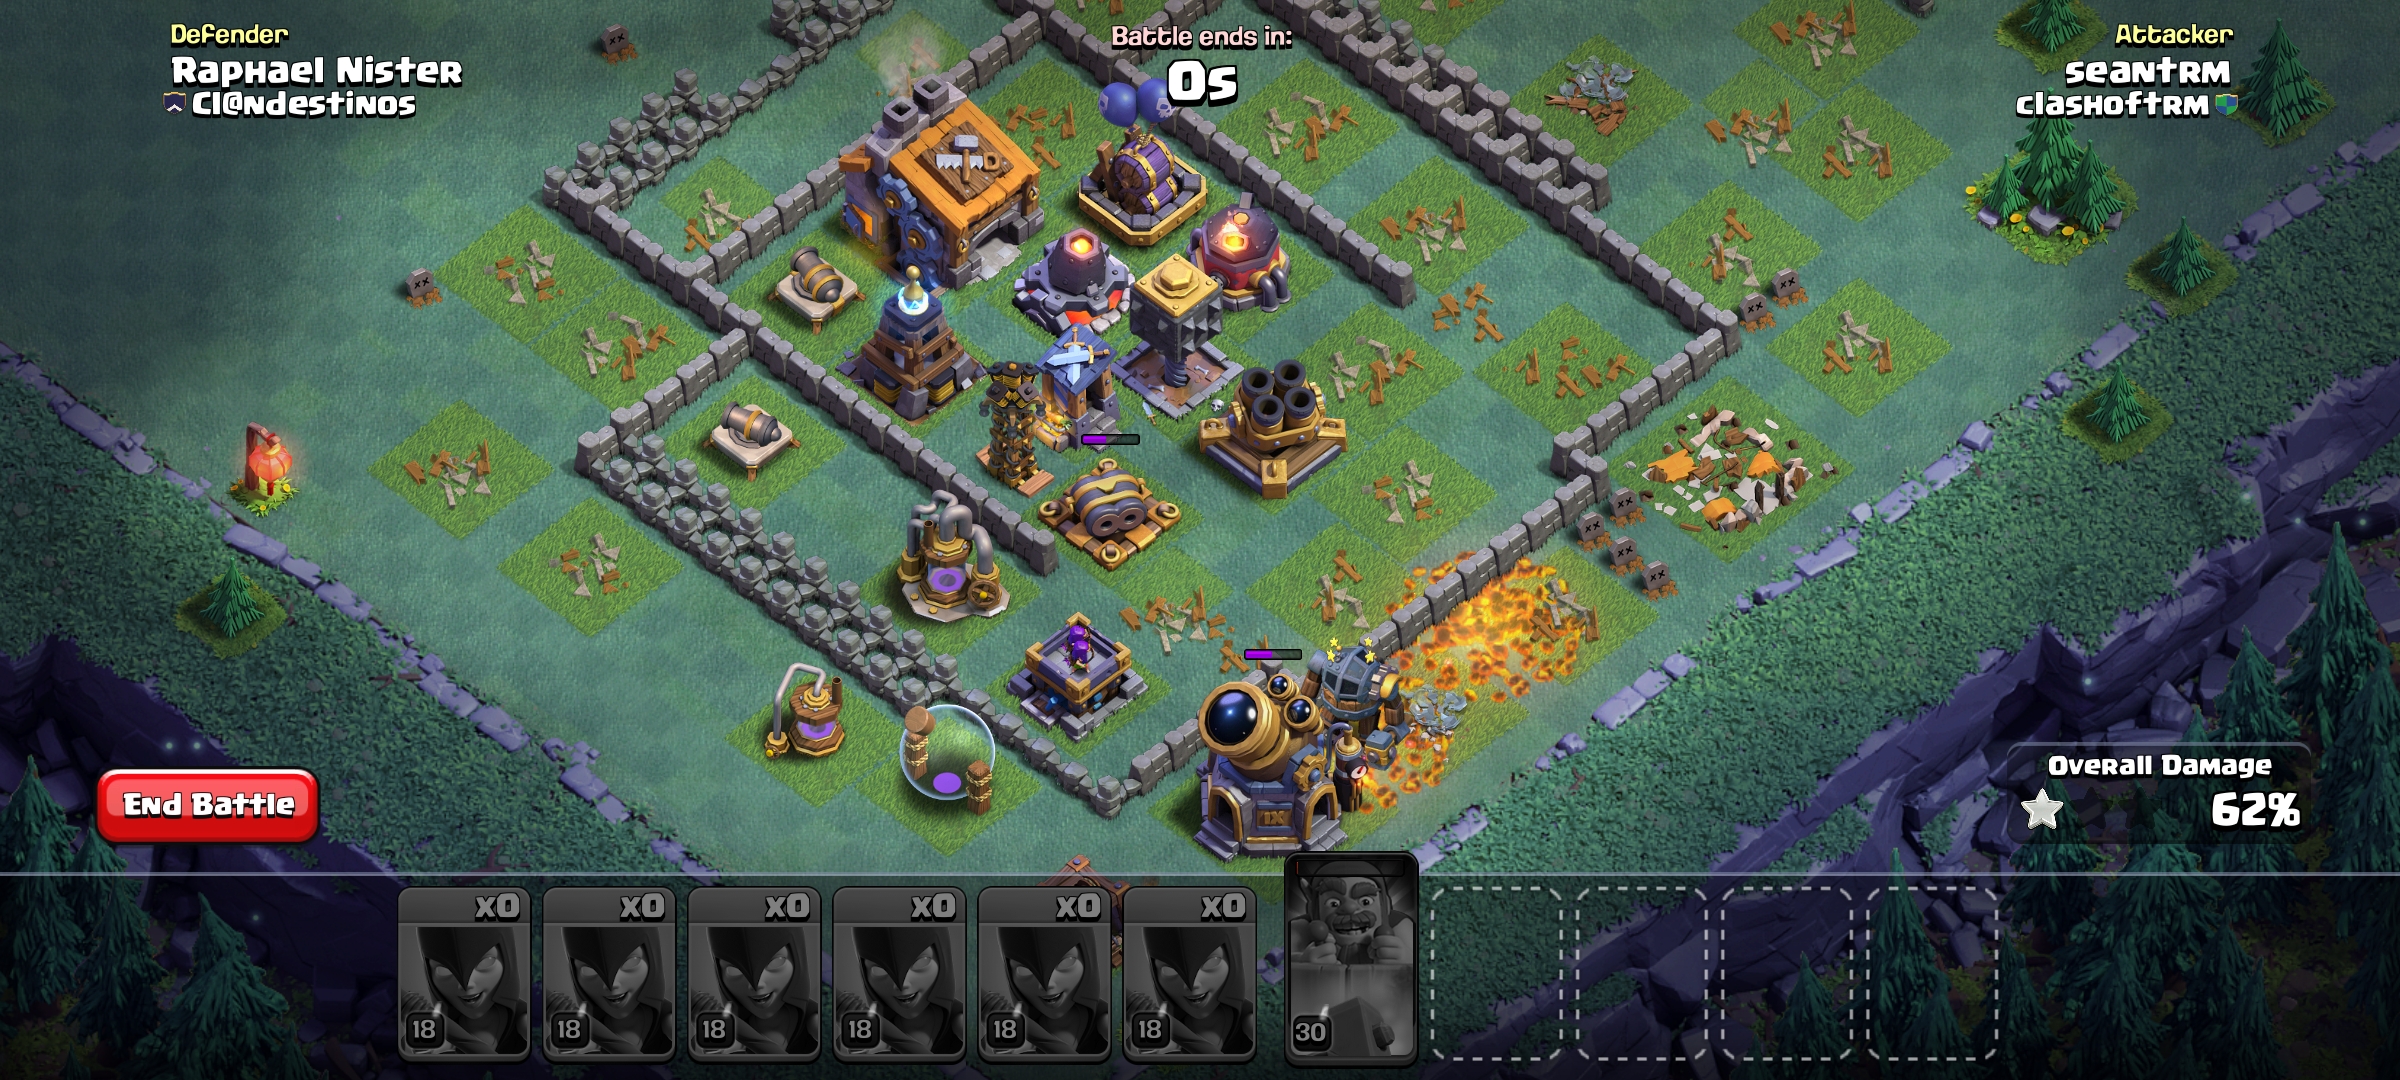 Defender
Raphael Nister
Cl@ndestinos
Battle ends in:
0s
Attacker
seantrm
clashoftrm
End Battle
Overall Damage
62%
x0
x0
x0
x0
x0
x0
18
18
18
18
18
18
30